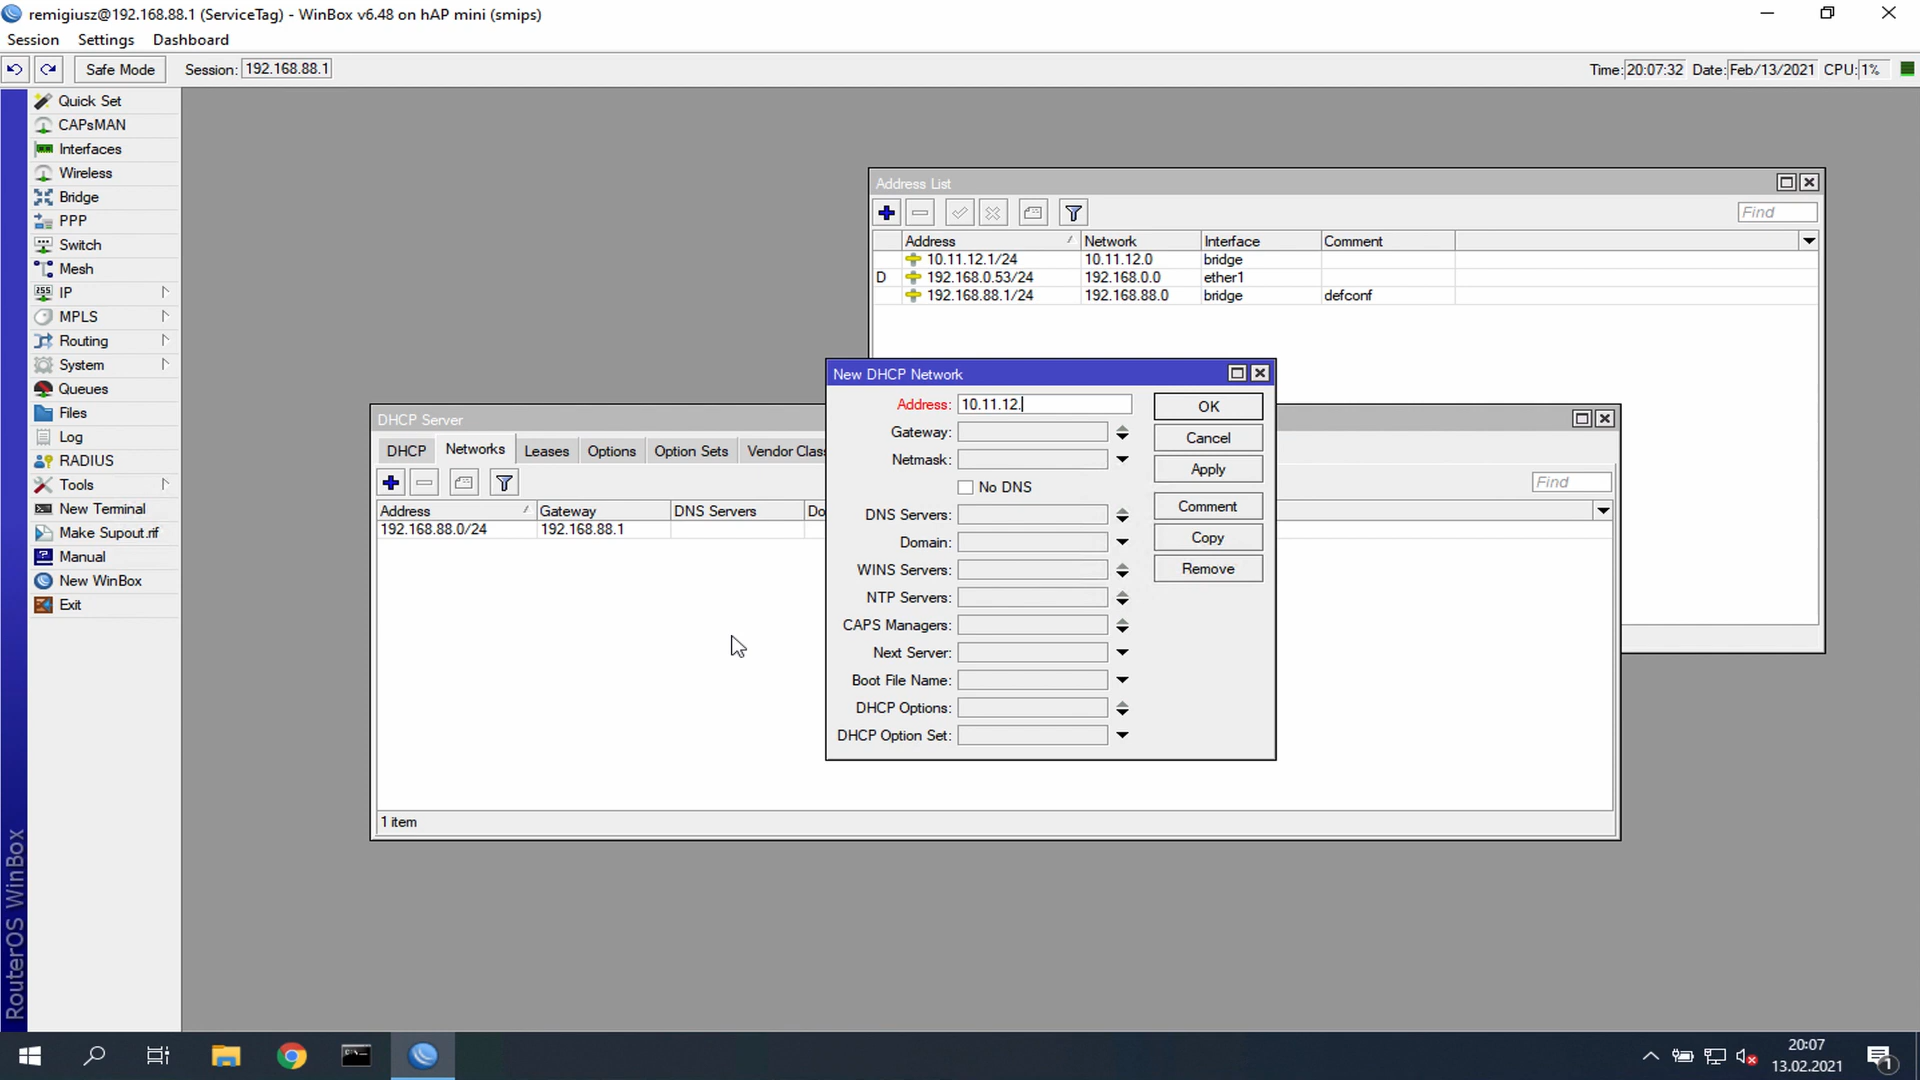 remigiusz@192.168.88.1 (ServiceTag) - WinBox v6.48 on hAP mini (smips)
Session Settings Dashboard
Safe Mode Session: 192.168.88.1 Time: 20:07:32 Date: Feb/13/2021 CPU: 1%
Quick Set
CAPsMAN
Interfaces
Wireless
Bridge
PPP
Switch
Mesh
IP
MPLS
Routing
System
Queues
Files
Log
RADIUS
Tools
New Terminal
Make Supout.rif
Manual
New WinBox
Exit
RouterOS WinBox
Address List
Find
Address Network Interface Comment
10.11.12.1/24 10.11.12.0 bridge
D 192.168.0.53/24 192.168.0.0 ether1
192.168.88.1/24 192.168.88.0 bridge defconf
DHCP Server
DHCP Networks Leases Options Option Sets Vendor Class
Find
Address Gateway DNS Servers Do
192.168.88.0/24 192.168.88.1
1 item
New DHCP Network
Address: 10.11.12.
Gateway:
Netmask:
No DNS
DNS Servers:
Domain:
WINS Servers:
NTP Servers:
CAPS Managers:
Next Server:
Boot File Name:
DHCP Options:
DHCP Option Set:
OK
Cancel
Apply
Comment
Copy
Remove
20:07
13.02.2021
1